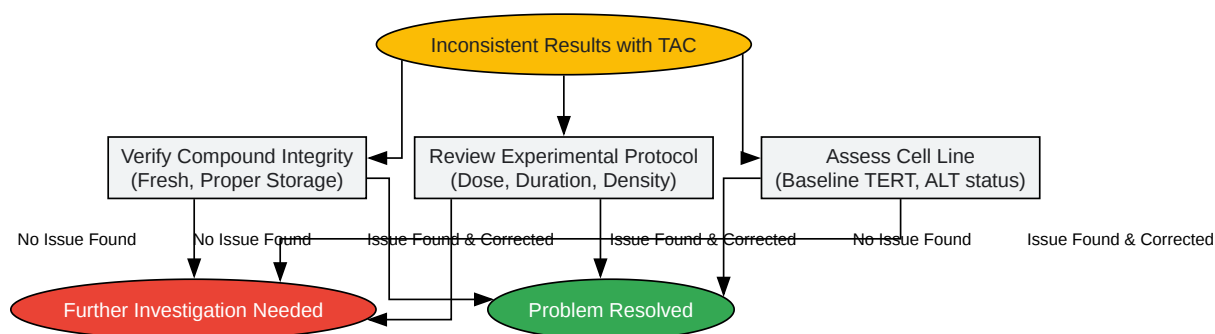 Inconsistent Results with TAC
Verify Compound Integrity
(Fresh, Proper Storage)
Review Experimental Protocol
(Dose, Duration, Density)
Assess Cell Line
(Baseline TERT, ALT status)
No Issue Found
No Issue Found
Issue Found & Corrected
Issue Found & Corrected
No Issue Found
Issue Found & Corrected
Further Investigation Needed
Problem Resolved